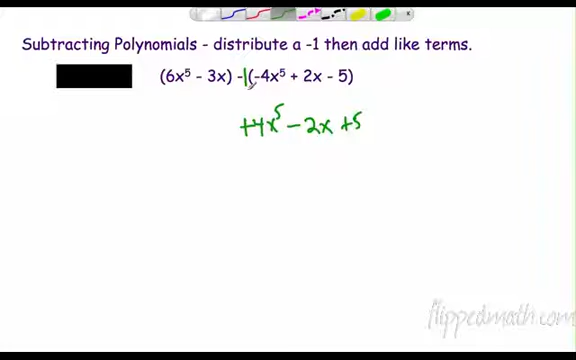 Subtracting Polynomials - distribute a -1 then add like terms.
(6x⁵ - 3x) -1(-4x⁵ + 2x - 5)
+4x⁵ - 2x + 5
flippedmath.com